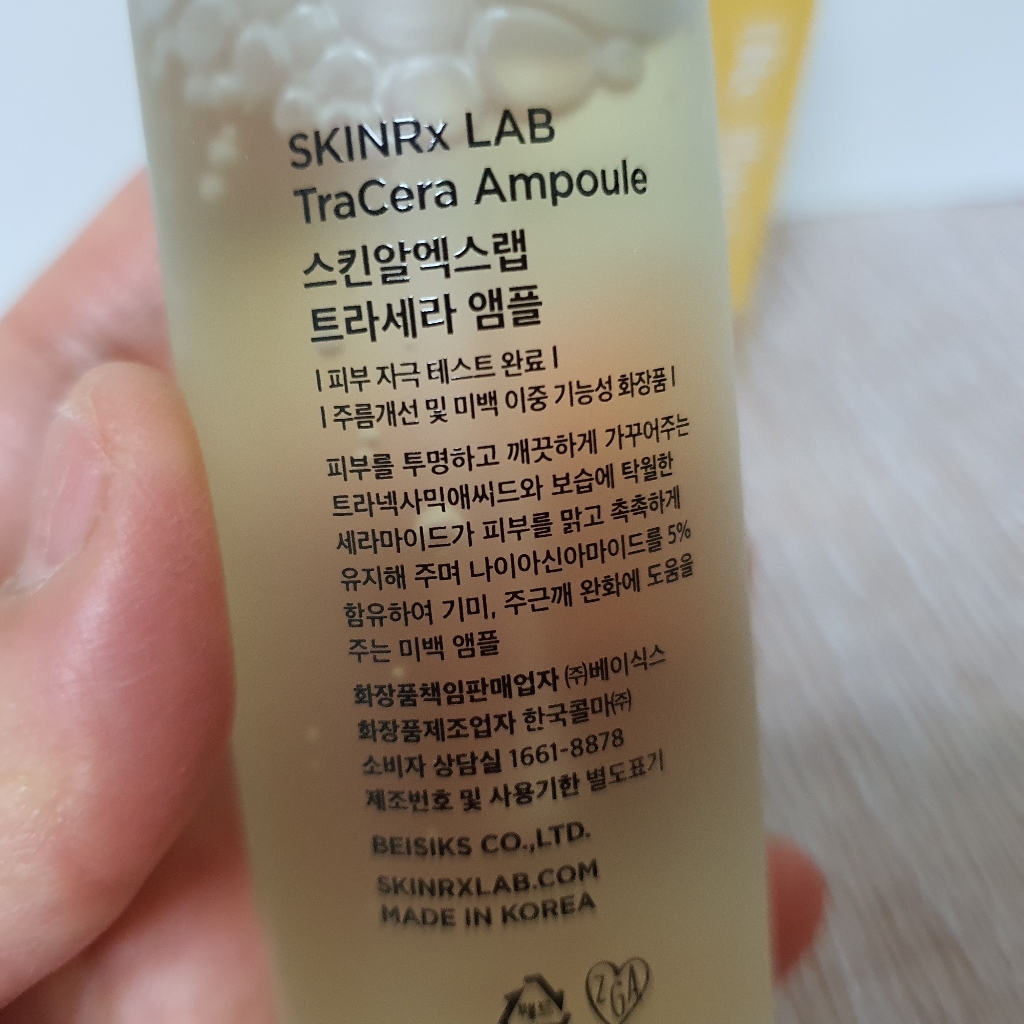 SKINRx LAB
TraCera Ampoule
스킨알엑스랩
트라세라 앰플
| 피부 자극 테스트 완료 |
| 주름개선 및 미백 이중 기능성 화장품 |
피부를 투명하고 깨끗하게 가꾸어주는
트라넥사믹애씨드와 보습에 탁월한
세라마이드가 피부를 맑고 촉촉하게
유지해 주며 나이아신아마이드를 5%
함유하여 기미, 주근깨 완화에 도움을
주는 미백 앰플
화장품책임판매업자 ㈜베이식스
화장품제조업자 한국콜마㈜
소비자 상담실 1661-8878
제조번호 및 사용기한 별도표기
BEISIKS CO.,LTD.
SKINRXLAB.COM
MADE IN KOREA
페트
ZGA